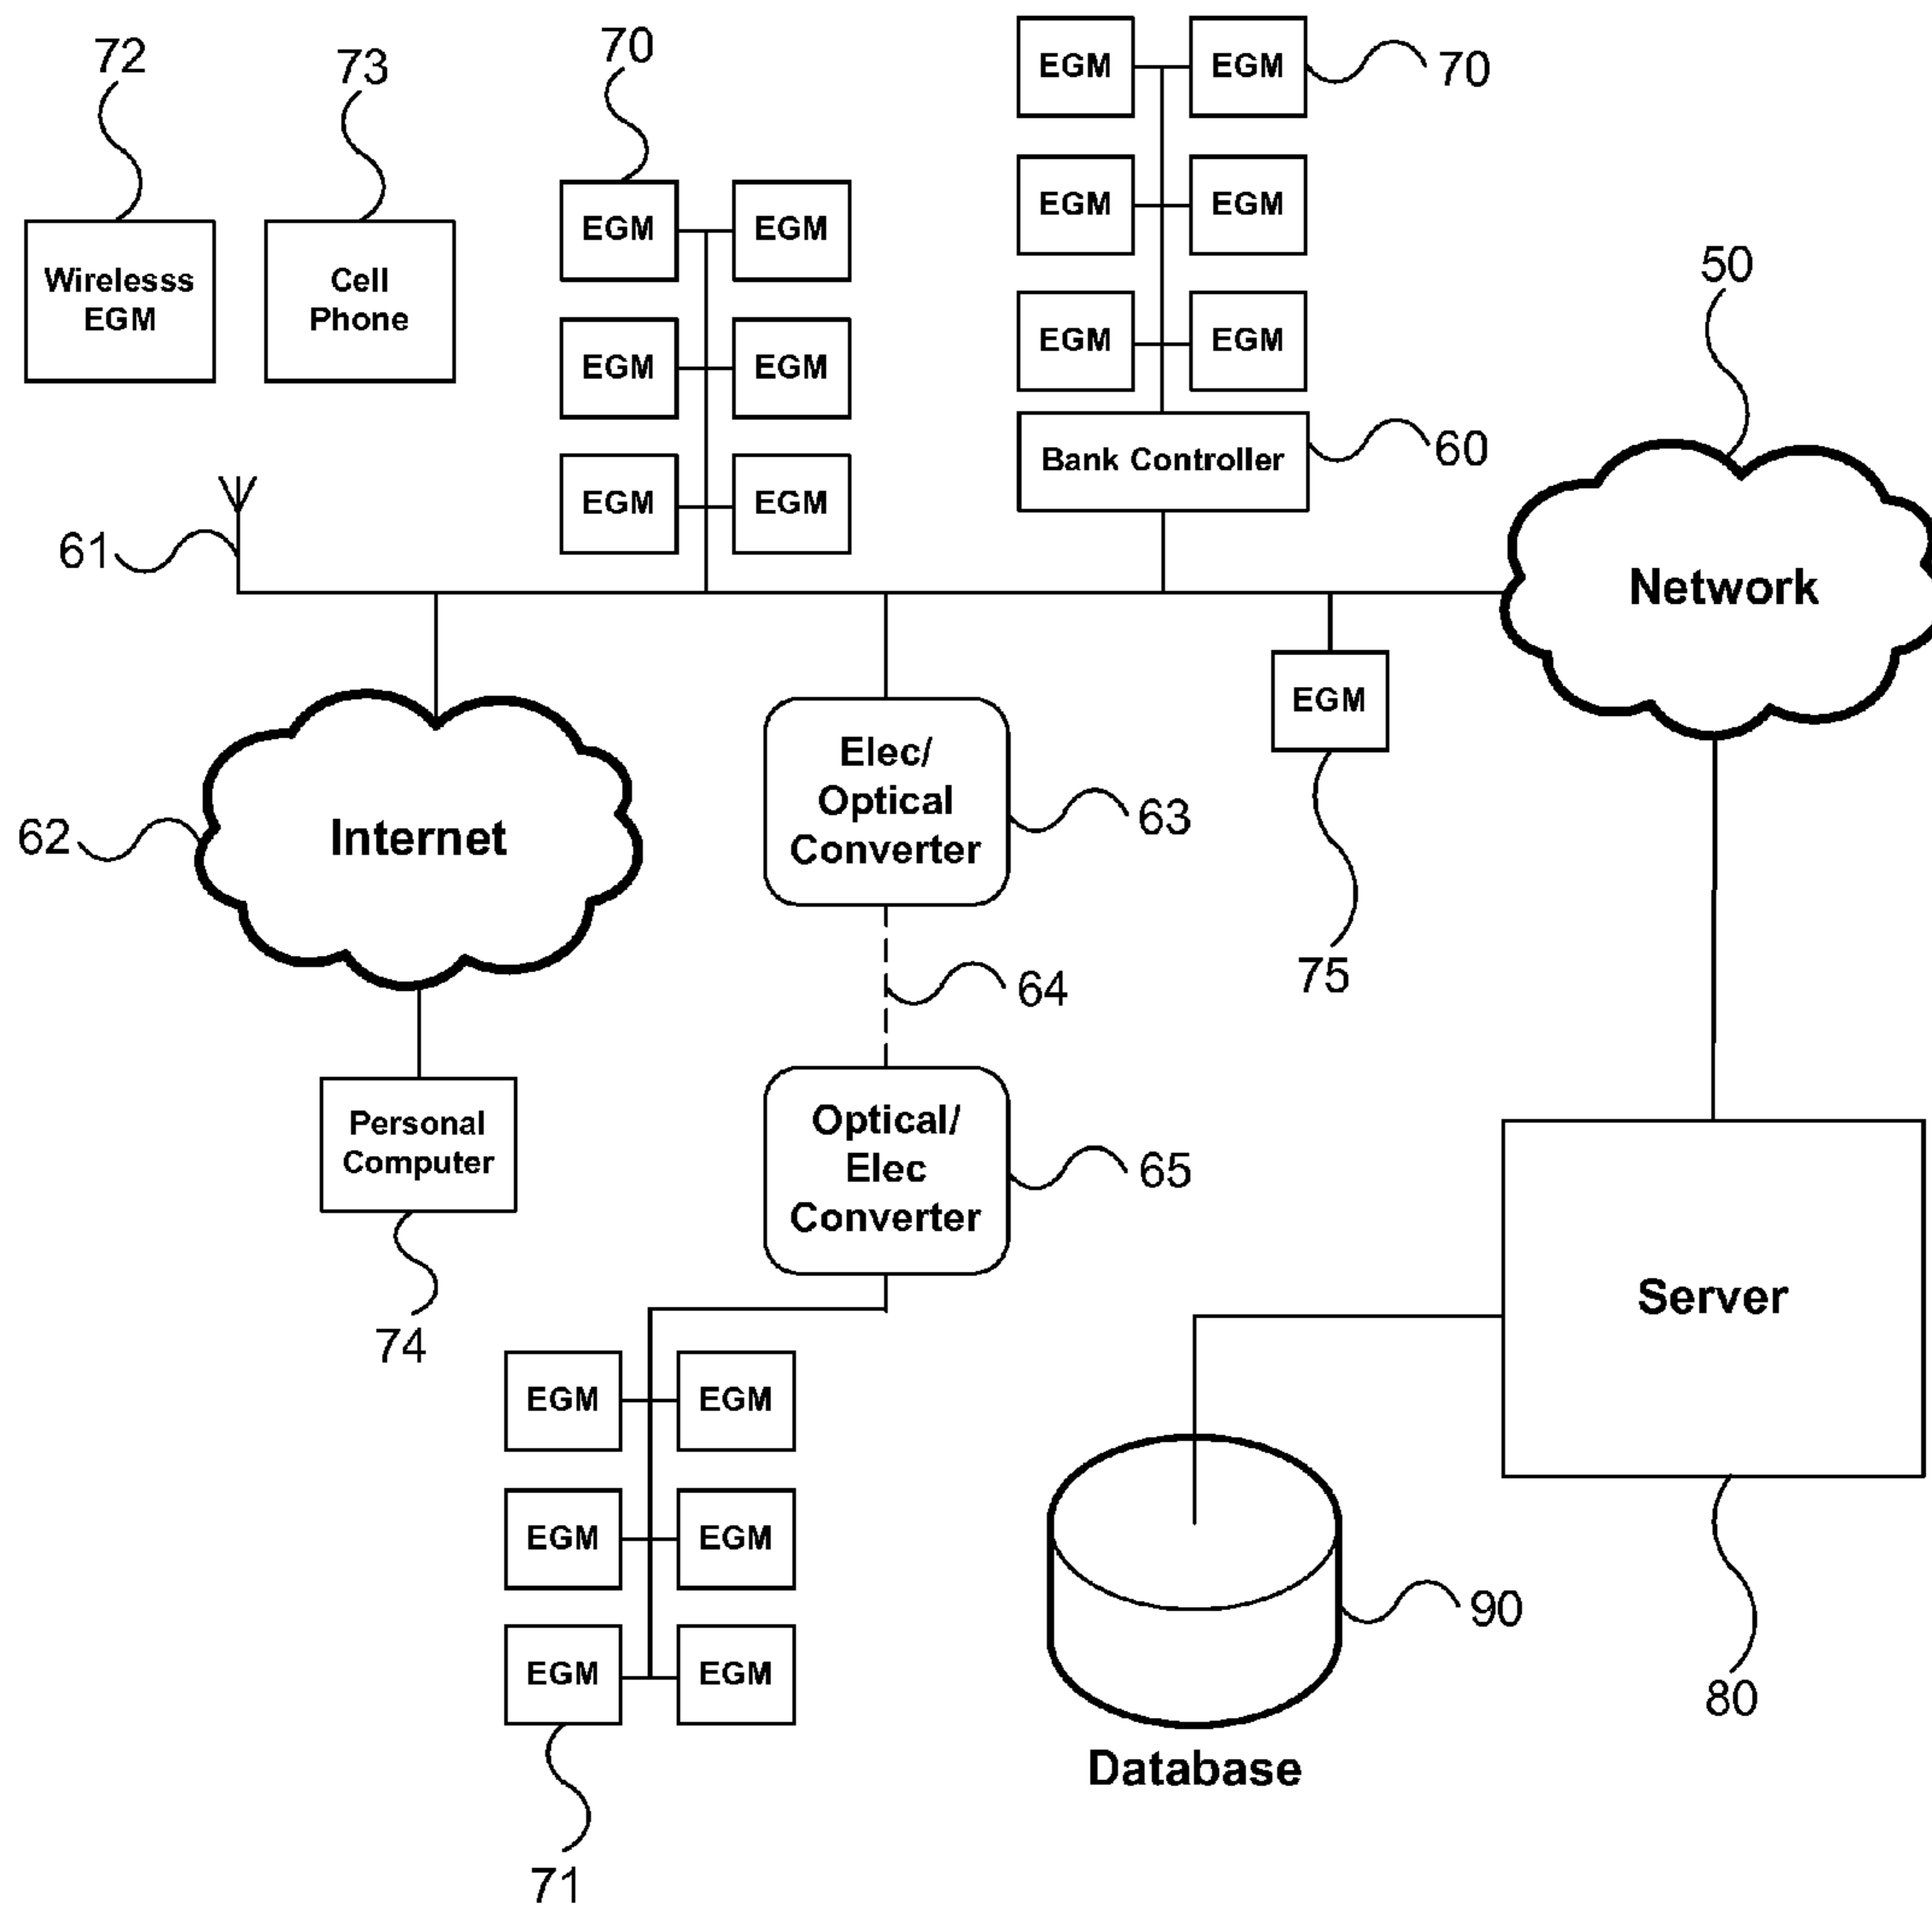 72
73
70
EGM
EGM
70
EGM
EGM
EGM
EGM
Wirelesss
EGM
Cell
Phone
EGM
EGM
EGM
EGM
EGM
EGM
Bank Controller
60
50
61
Network
EGM
75
62
Internet
Elec/
Optical
Converter
63
64
Personal
Computer
74
Optical/
Elec
Converter
65
Server
80
EGM
EGM
EGM
EGM
EGM
EGM
71
90
Database